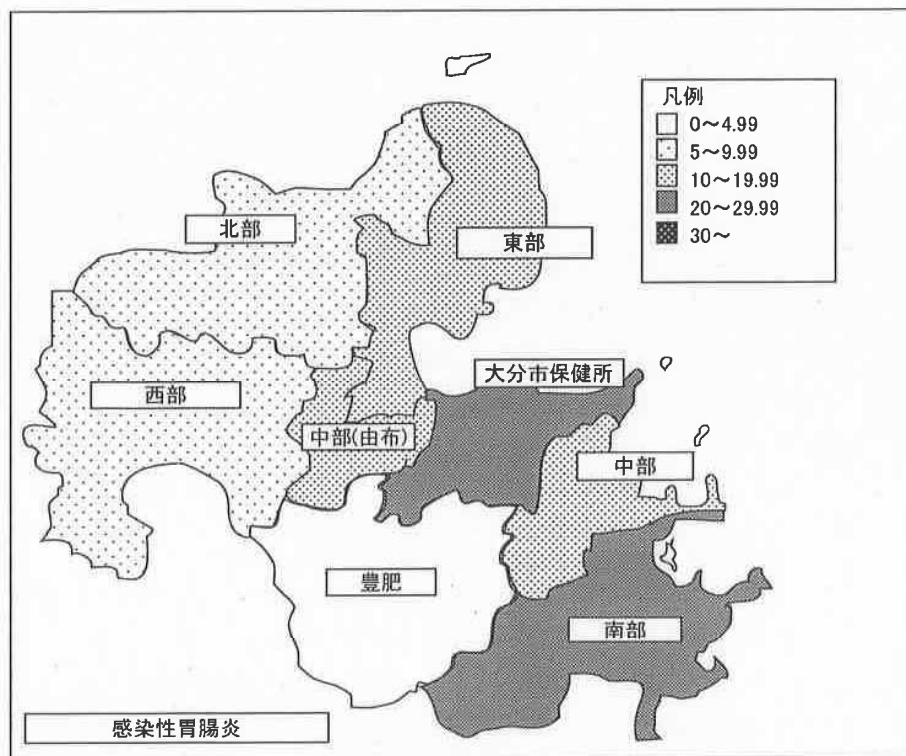 凡例
0～4.99
5～9.99
10～19.99
20～29.99
30～
北部
東部
大分市保健所
西部
中部(由布)
中部
豊肥
南部
感染性胃腸炎